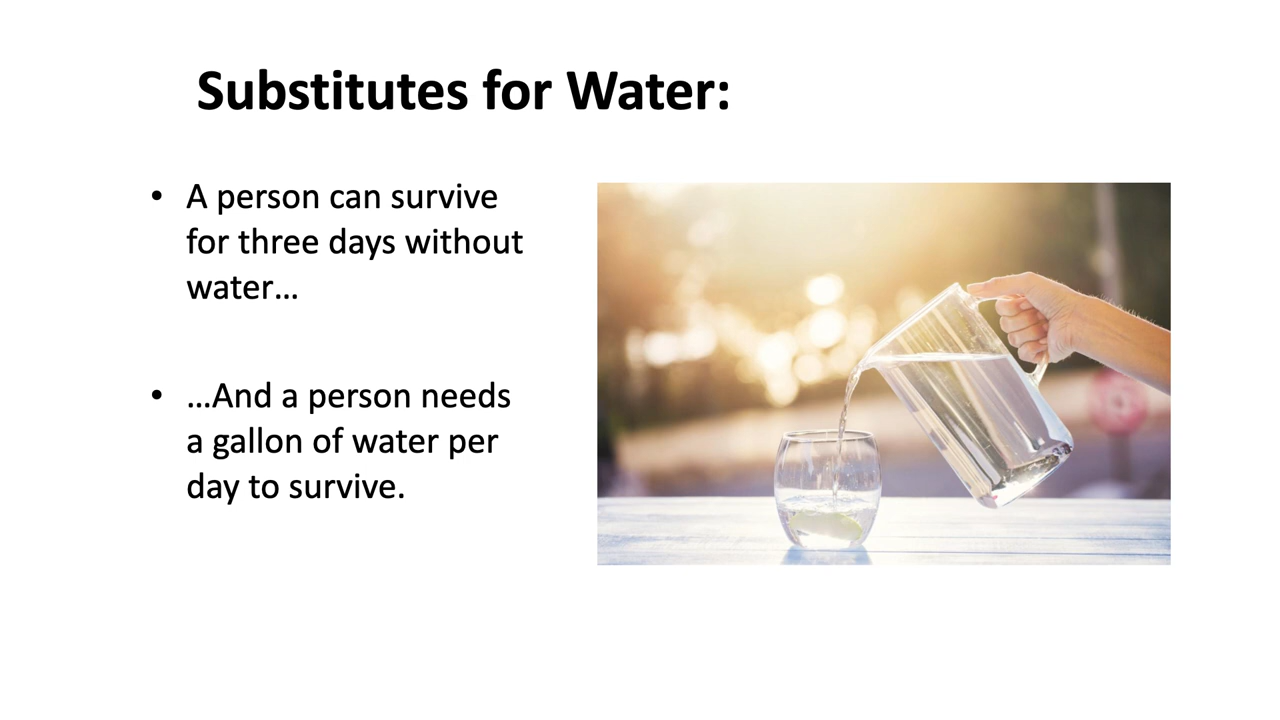 Substitutes for Water:
• A person can survive
for three days without
water…
• …And a person needs
a gallon of water per
day to survive.